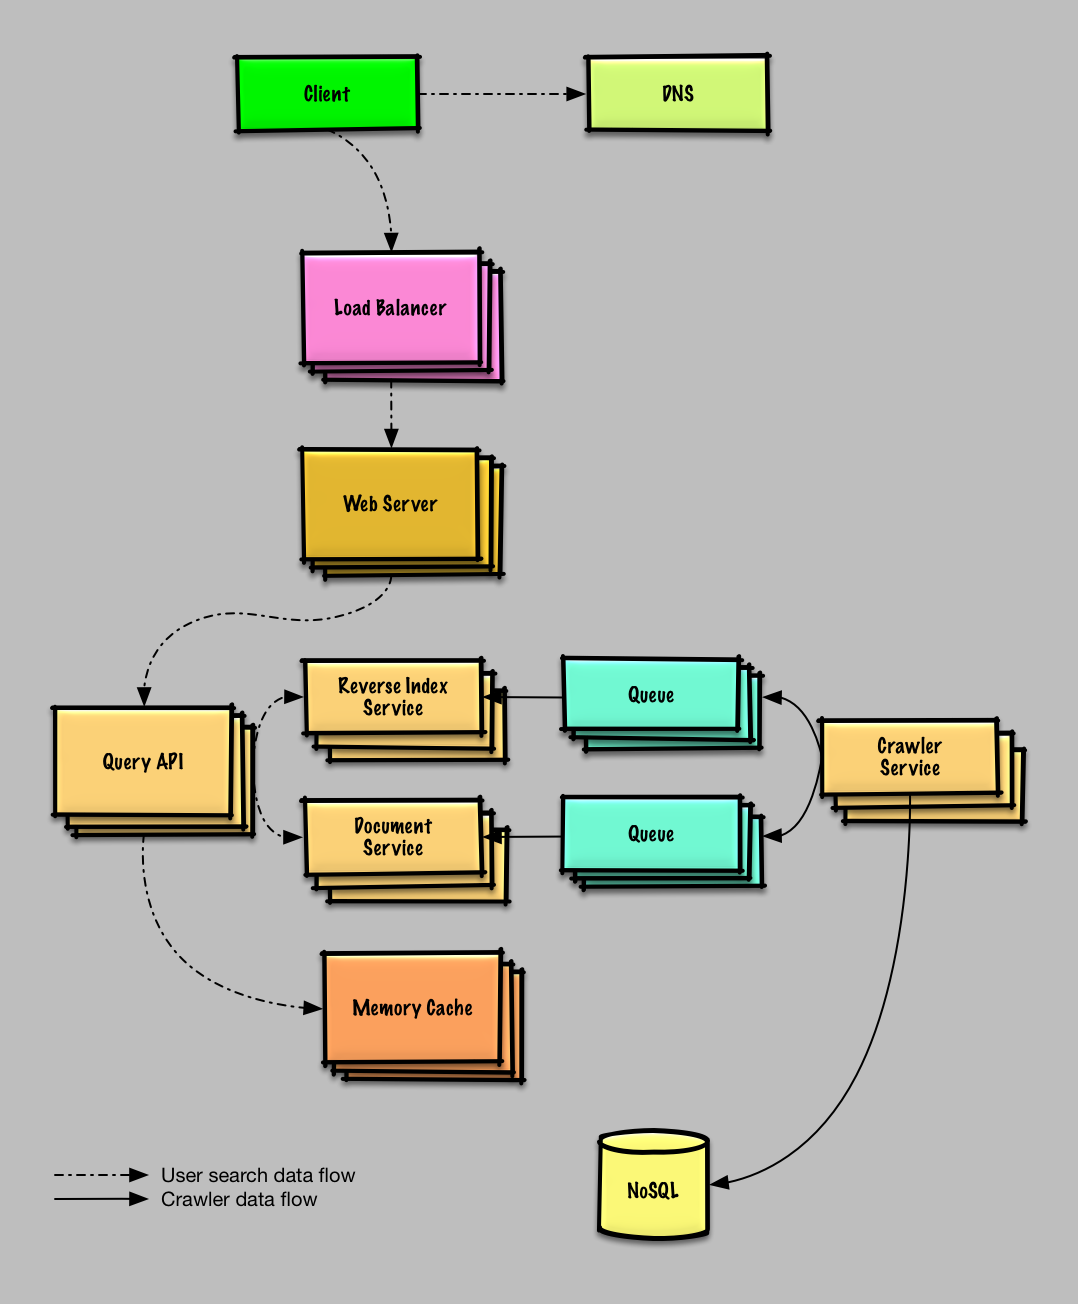 Client
DNS
Load Balancer
Web Server
Reverse Index
Service
Queue
Query API
Crawler
Service
Document
Service
Queue
Memory Cache
NoSQL
User search data flow
Crawler data flow